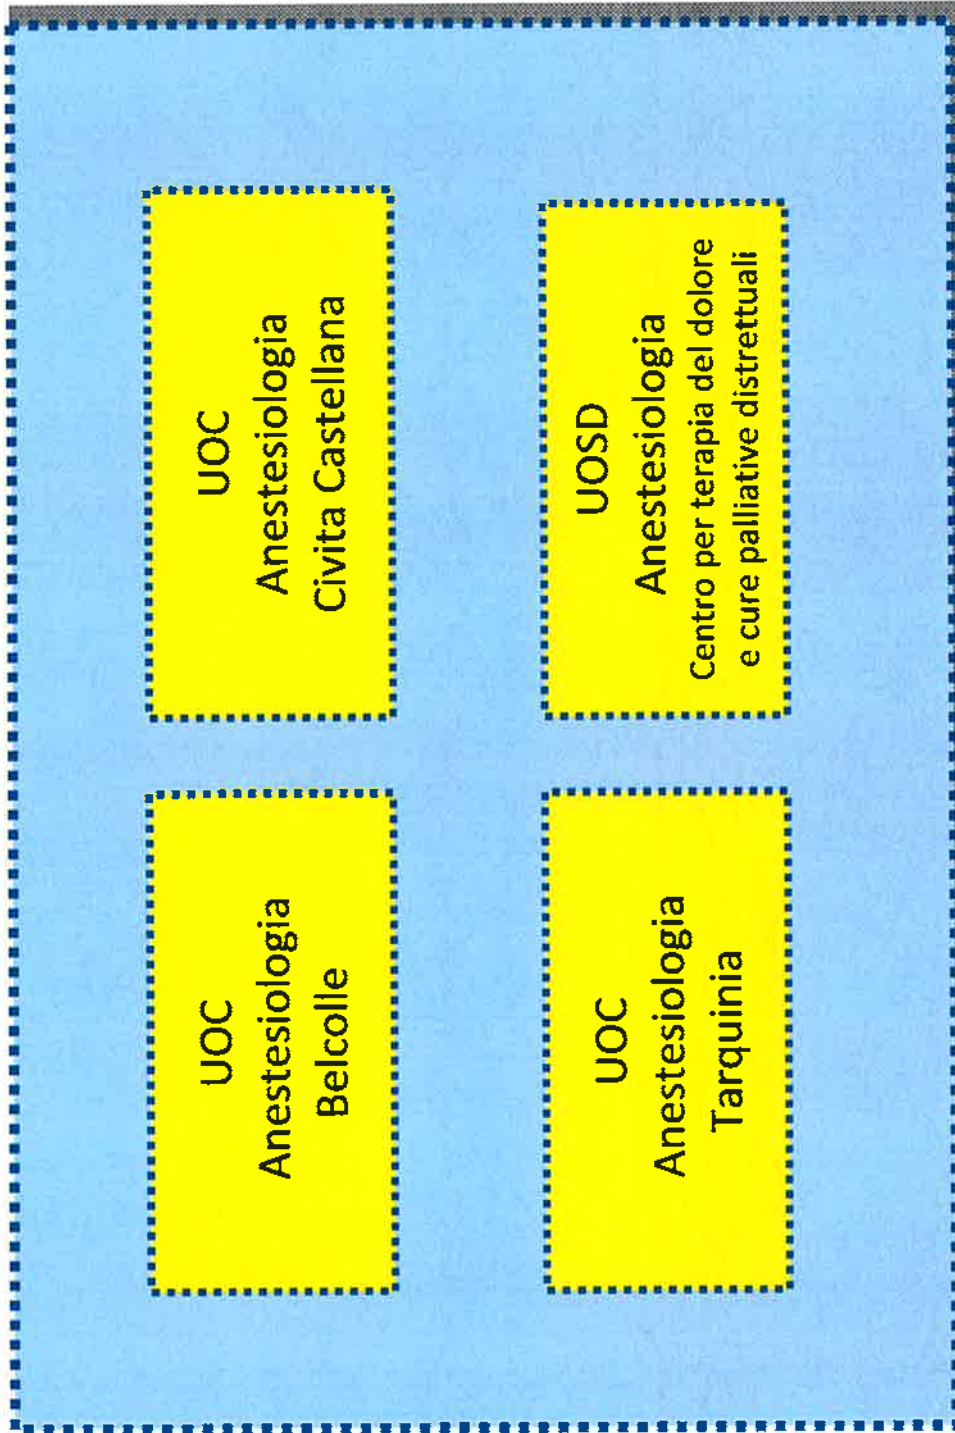 UOC
Anestesiologia
Belcolle
UOC
Anestesiologia
Civita Castellana
UOC
Anestesiologia
Tarquinia
UOSD
Anestesiologia
Centro per terapia del dolore
e cure palliative distrettuali